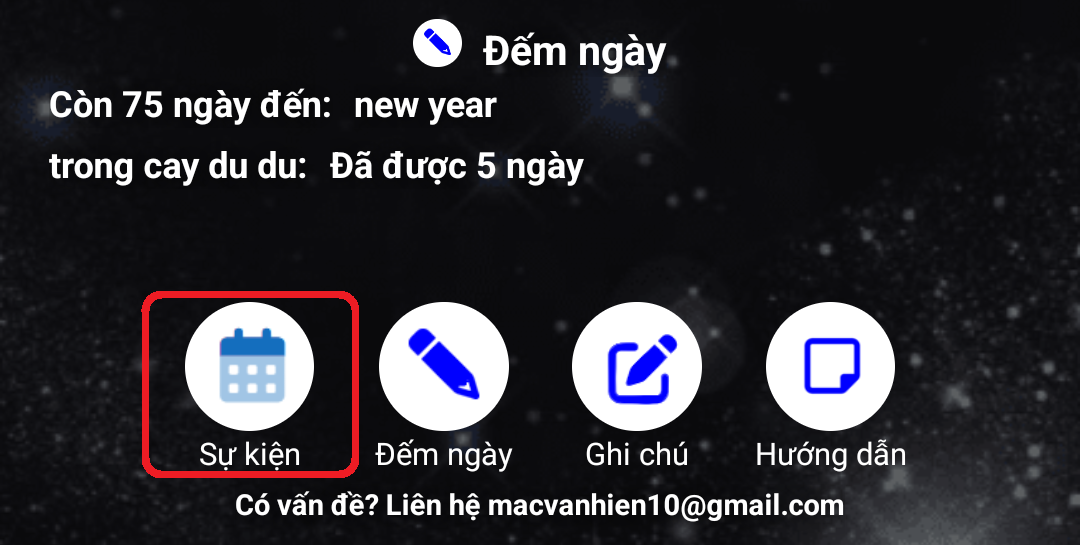 Đếm ngày
Còn 75 ngày đến: new year
trong cay du du: Đã được 5 ngày
Sự kiện Đếm ngày Ghi chú Hướng dẫn
Có vấn đề? Liên hệ macvanhien10@gmail.com